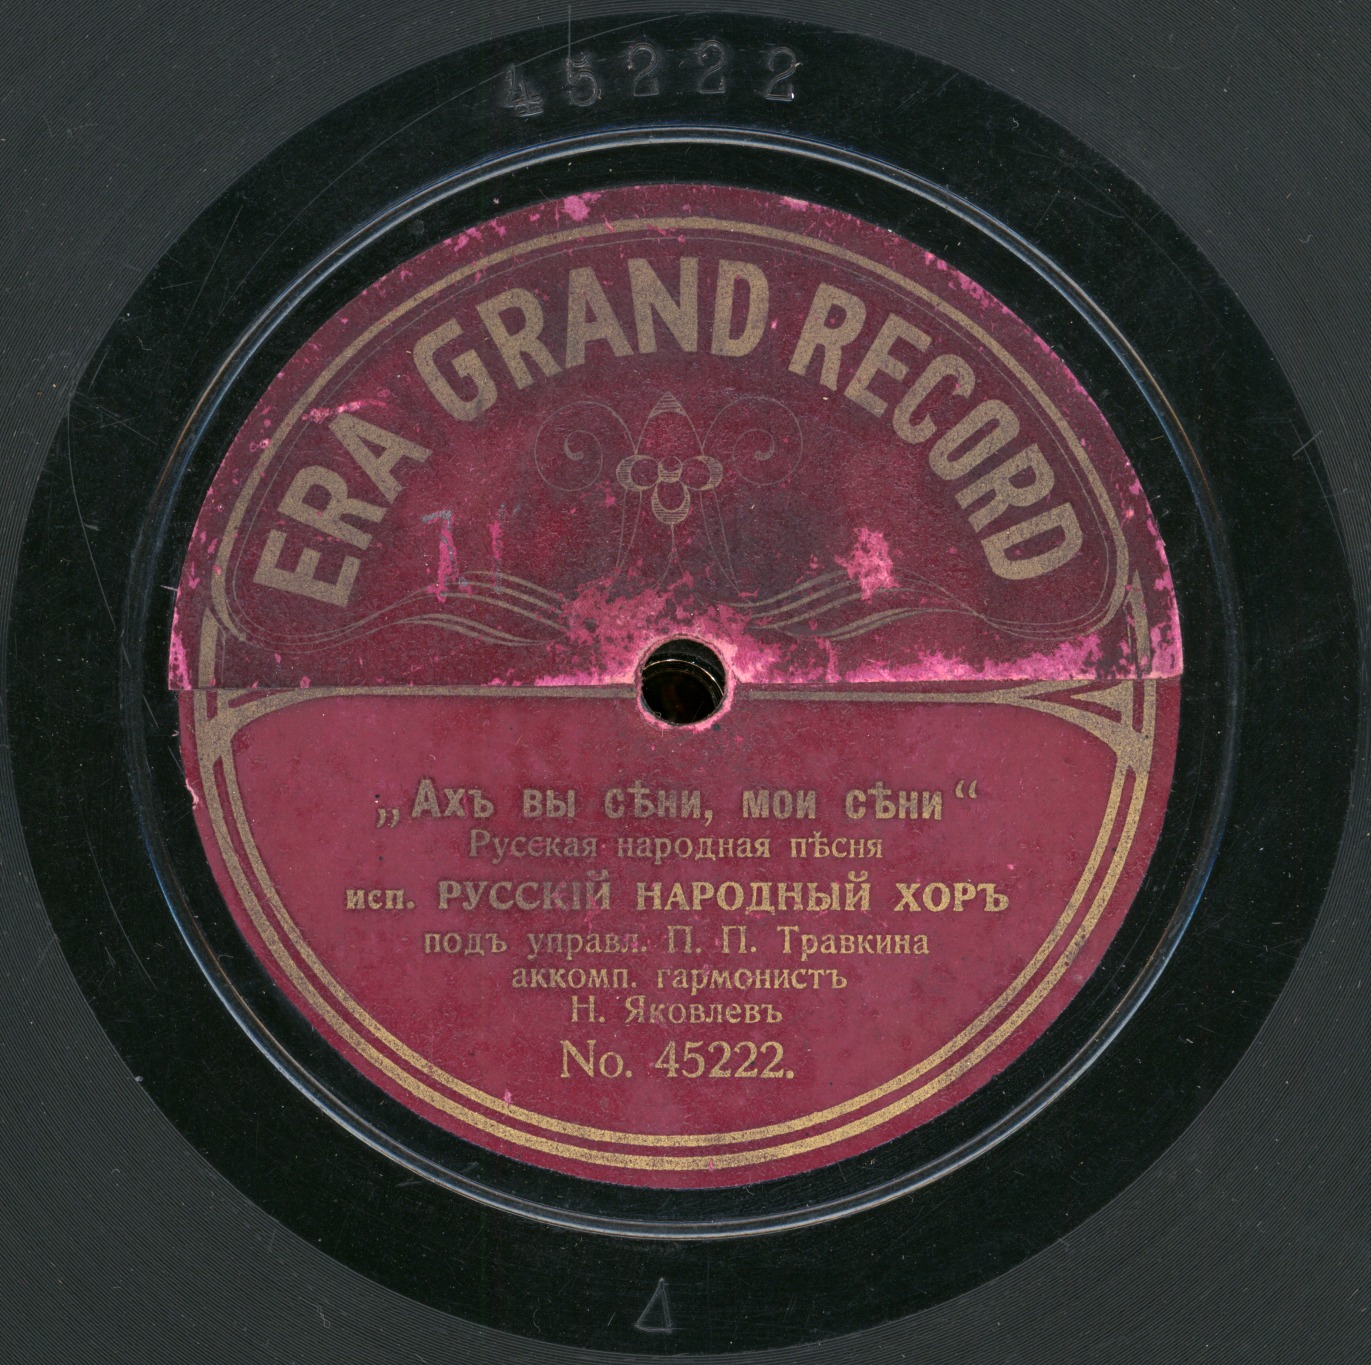 45222
ERA GRAND RECORD
„Ахъ вы сѣни, мои сѣни“
Русская народная пѣсня
исп. РУССКІЙ НАРОДНЫЙ ХОРЪ
подъ управл. П. П. Травкина
аккомп. гармонистъ
Н. Яковлевъ
No. 45222.